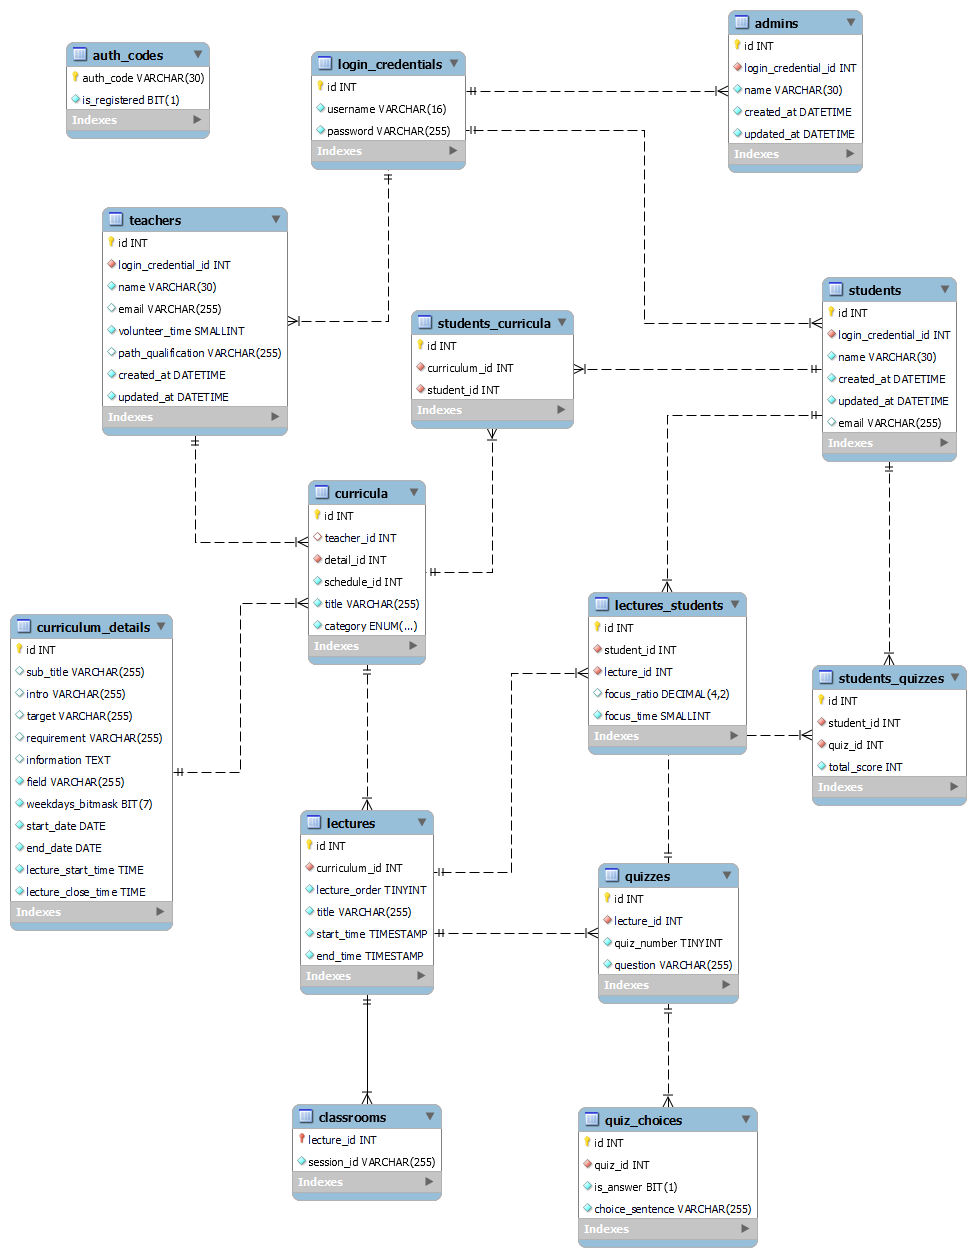 auth_codes
auth_code VARCHAR(30)
is_registered BIT(1)
Indexes
login_credentials
id INT
username VARCHAR(16)
password VARCHAR(255)
Indexes
admins
id INT
login_credential_id INT
name VARCHAR(30)
created_at DATETIME
updated_at DATETIME
Indexes
teachers
id INT
login_credential_id INT
name VARCHAR(30)
email VARCHAR(255)
volunteer_time SMALLINT
path_qualification VARCHAR(255)
created_at DATETIME
updated_at DATETIME
Indexes
students_curricula
id INT
curriculum_id INT
student_id INT
Indexes
students
id INT
login_credential_id INT
name VARCHAR(30)
created_at DATETIME
updated_at DATETIME
email VARCHAR(255)
Indexes
curricula
id INT
teacher_id INT
detail_id INT
schedule_id INT
title VARCHAR(255)
category ENUM(...)
Indexes
curriculum_details
id INT
sub_title VARCHAR(255)
intro VARCHAR(255)
target VARCHAR(255)
requirement VARCHAR(255)
information TEXT
field VARCHAR(255)
weekdays_bitmask BIT(7)
start_date DATE
end_date DATE
lecture_start_time TIME
lecture_close_time TIME
Indexes
lectures_students
id INT
student_id INT
lecture_id INT
focus_ratio DECIMAL(4,2)
focus_time SMALLINT
Indexes
students_quizzes
id INT
student_id INT
quiz_id INT
total_score INT
Indexes
lectures
id INT
curriculum_id INT
lecture_order TINYINT
title VARCHAR(255)
start_time TIMESTAMP
end_time TIMESTAMP
Indexes
quizzes
id INT
lecture_id INT
quiz_number TINYINT
question VARCHAR(255)
Indexes
classrooms
lecture_id INT
session_id VARCHAR(255)
Indexes
quiz_choices
id INT
quiz_id INT
is_answer BIT(1)
choice_sentence VARCHAR(255)
Indexes